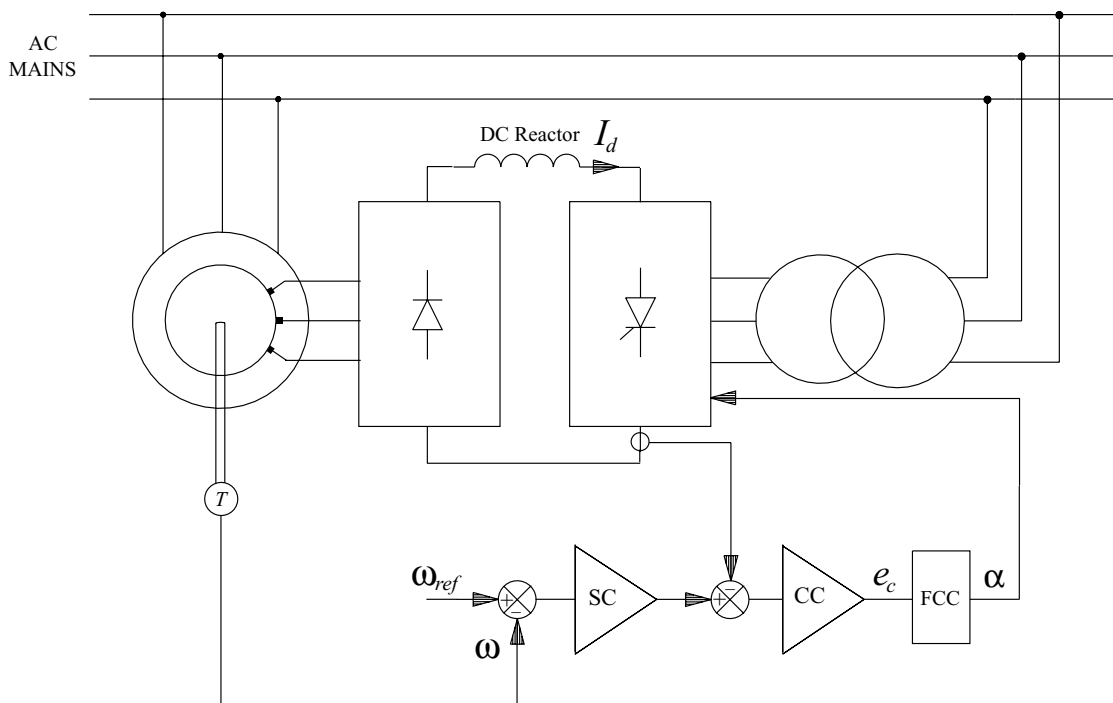 AC
MAINS
DC Reactor
I_d
T
ω_ref
+
−
ω
SC
−
+
CC
e_c
FCC
α